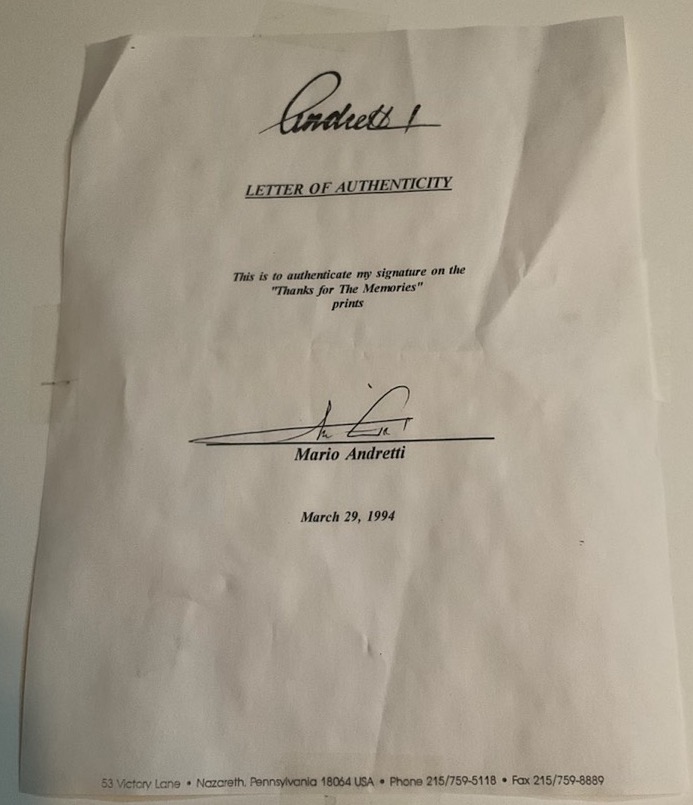 Andretti
LETTER OF AUTHENTICITY
This is to authenticate my signature on the
"Thanks for The Memories"
prints
Mario Andretti
March 29, 1994
53 Victory Lane • Nazareth, Pennsylvania 18064 USA • Phone 215/759-5118 • Fax 215/759-8889